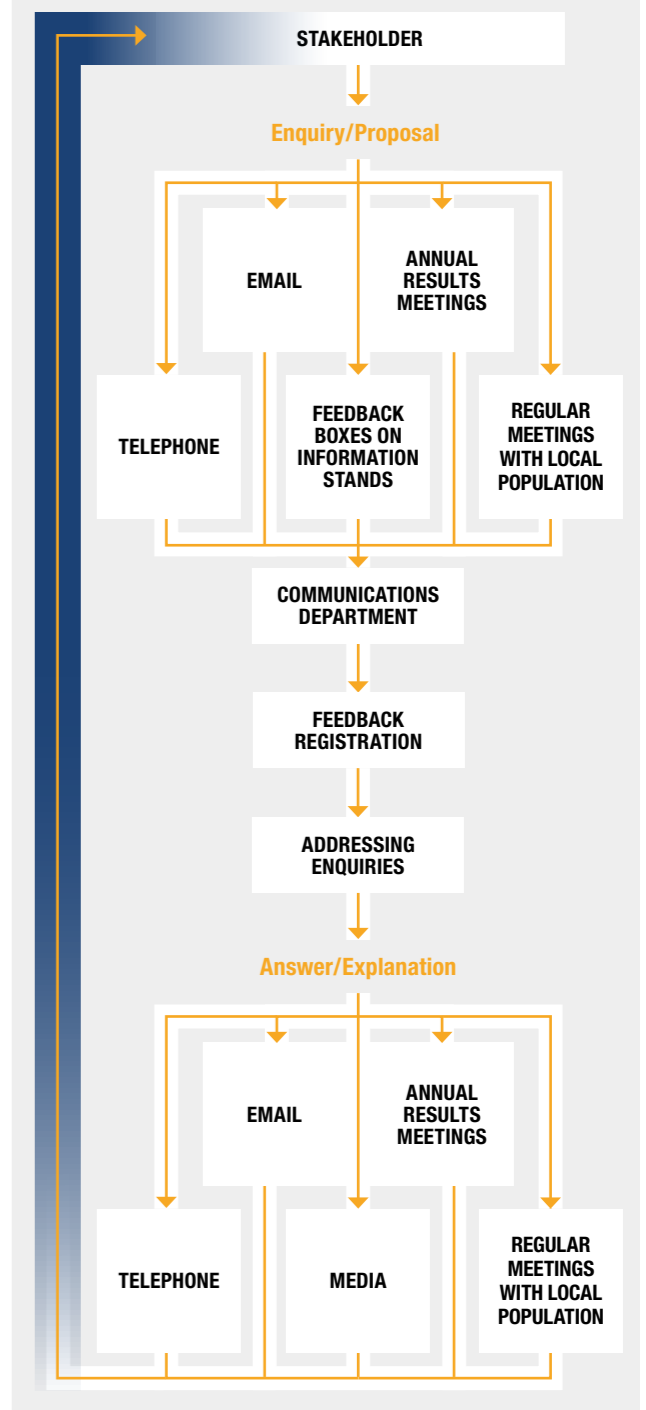 STAKEHOLDER
Enquiry/Proposal
EMAIL
ANNUAL
RESULTS
MEETINGS
TELEPHONE
FEEDBACK
BOXES ON
INFORMATION
STANDS
REGULAR
MEETINGS
WITH LOCAL
POPULATION
COMMUNICATIONS
DEPARTMENT
FEEDBACK
REGISTRATION
ADDRESSING
ENQUIRIES
Answer/Explanation
EMAIL
ANNUAL
RESULTS
MEETINGS
TELEPHONE
MEDIA
REGULAR
MEETINGS
WITH LOCAL
POPULATION